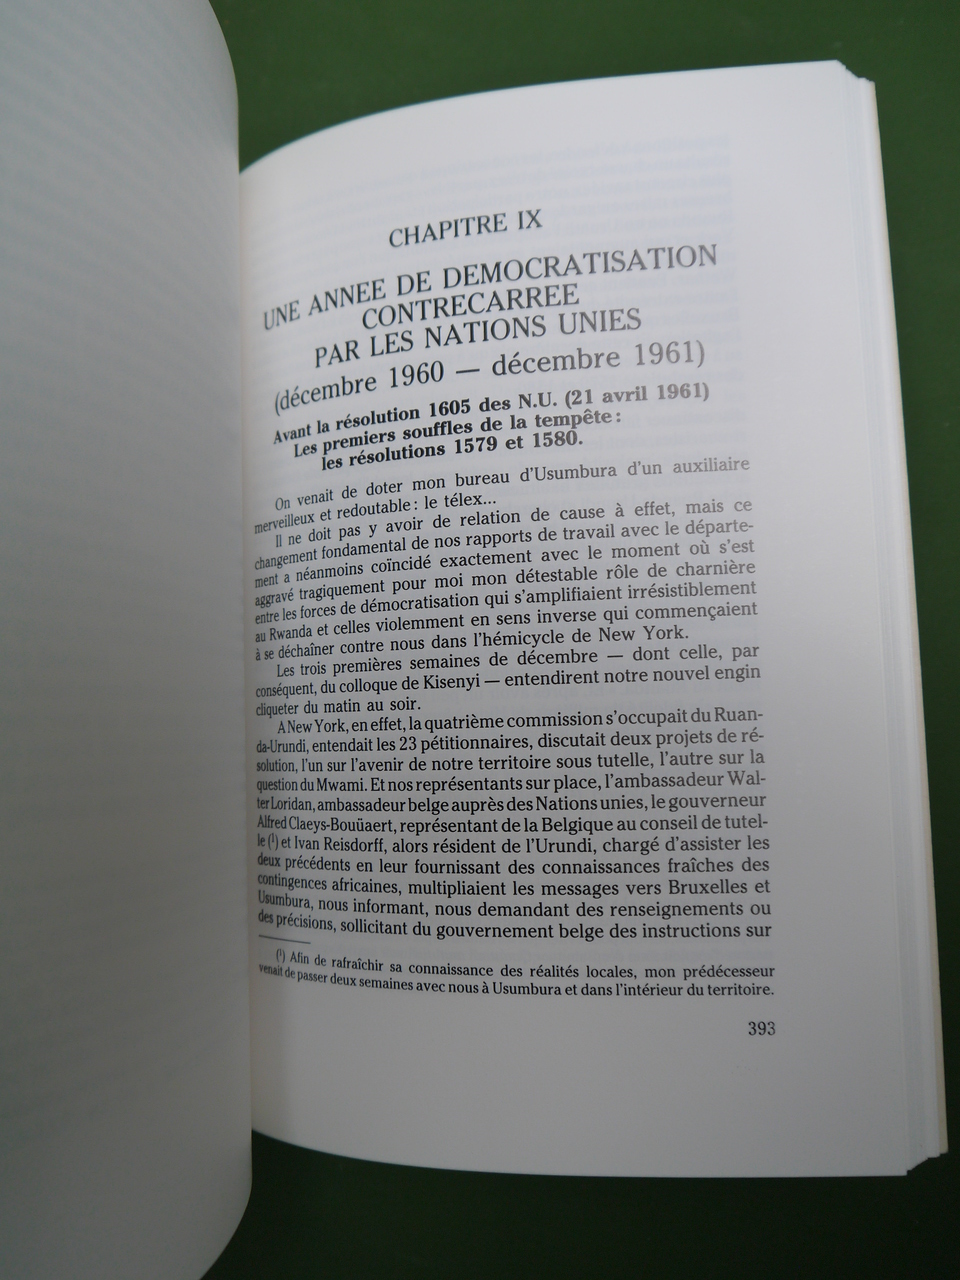 CHAPITRE IX
UNE ANNEE DE DEMOCRATISATION
CONTRECARREE
PAR LES NATIONS UNIES
(décembre 1960 — décembre 1961)
Avant la résolution 1605 des N.U. (21 avril 1961)
Les premiers souffles de la tempête :
les résolutions 1579 et 1580.
On venait de doter mon bureau d'Usumbura d'un auxiliaire
merveilleux et redoutable : le télex...
Il ne doit pas y avoir de relation de cause à effet, mais ce
changement fondamental de nos rapports de travail avec le départe-
ment a néanmoins coïncidé exactement avec le moment où s'est
aggravé tragiquement pour moi mon détestable rôle de charnière
entre les forces de démocratisation qui s'amplifiaient irrésistiblement
au Rwanda et celles violemment en sens inverse qui commençaient
à se déchaîner contre nous dans l'hémicycle de New York.
Les trois premières semaines de décembre — dont celle, par
conséquent, du colloque de Kisenyi — entendirent notre nouvel engin
cliqueter du matin au soir.
A New York, en effet, la quatrième commission s'occupait du Ruan-
da-Urundi, entendait les 23 pétitionnaires, discutait deux projets de ré-
solution, l'un sur l'avenir de notre territoire sous tutelle, l'autre sur la
question du Mwami. Et nos représentants sur place, l'ambassadeur Wal-
ter Loridan, ambassadeur belge auprès des Nations unies, le gouverneur
Alfred Claeys-Bouüaert, représentant de la Belgique au conseil de tutel-
le (¹) et Ivan Reisdorff, alors résident de l'Urundi, chargé d'assister les
deux précédents en leur fournissant des connaissances fraîches des
contingences africaines, multipliaient les messages vers Bruxelles et
Usumbura, nous informant, nous demandant des renseignements ou
des précisions, sollicitant du gouvernement belge des instructions sur
(¹) Afin de rafraîchir sa connaissance des réalités locales, mon prédécesseur
venait de passer deux semaines avec nous à Usumbura et dans l'intérieur du territoire.
393